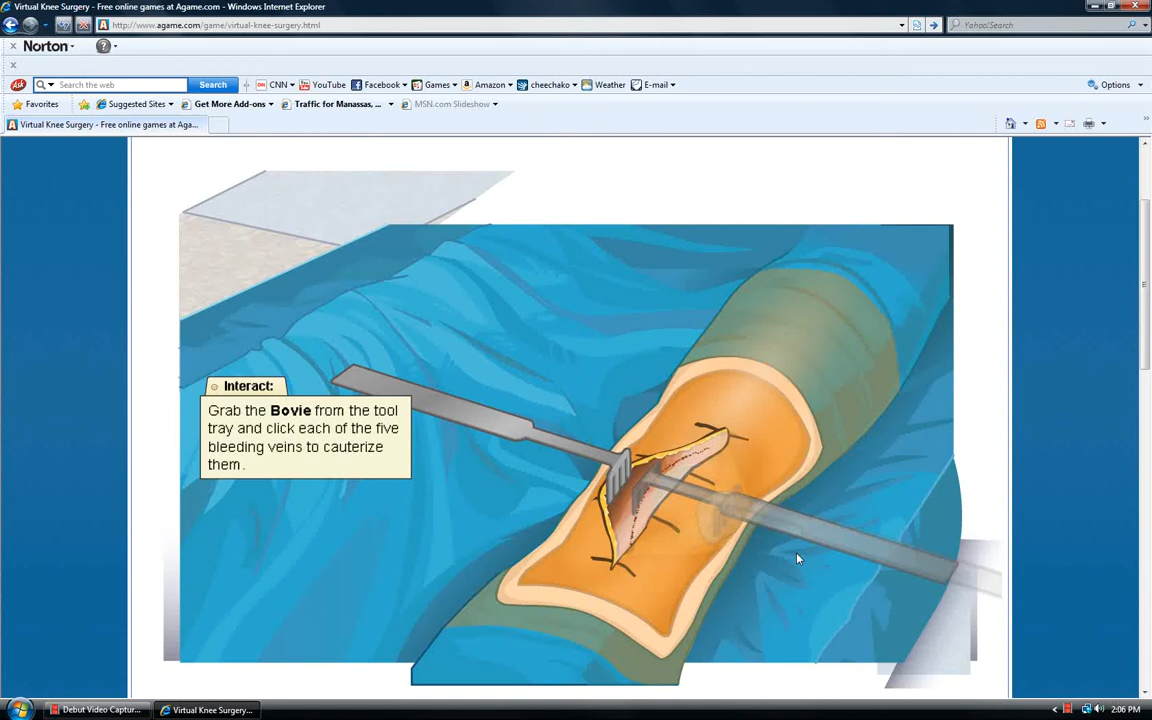 Virtual Knee Surgery - Free online games at Agame.com - Windows Internet Explorer
http://www.agame.com/game/virtual-knee-surgery.html
Yahoo!Search
Norton
Search the web
Search
CNN
YouTube
Facebook
Games
Amazon
cheechako
Weather
E-mail
Options
Favorites
Suggested Sites
Get More Add-ons
Traffic for Manassas, ...
MSN.com Slideshow
Virtual Knee Surgery - Free online games at Aga...
Interact:
Grab the Bovie from the tool
tray and click each of the five
bleeding veins to cauterize
them.
Debut Video Captur...
Virtual Knee Surgery...
2:06 PM